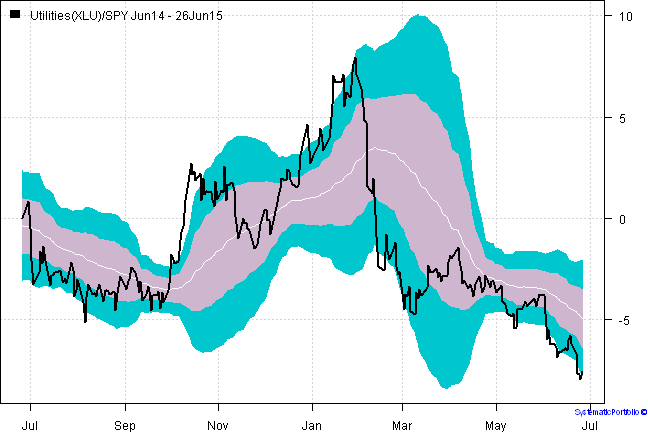 Utilities(XLU)/SPY Jun14 - 26Jun15
10
5
0
-5
Jul Sep Nov Jan Mar May Jul
SystematicPortfolio ©